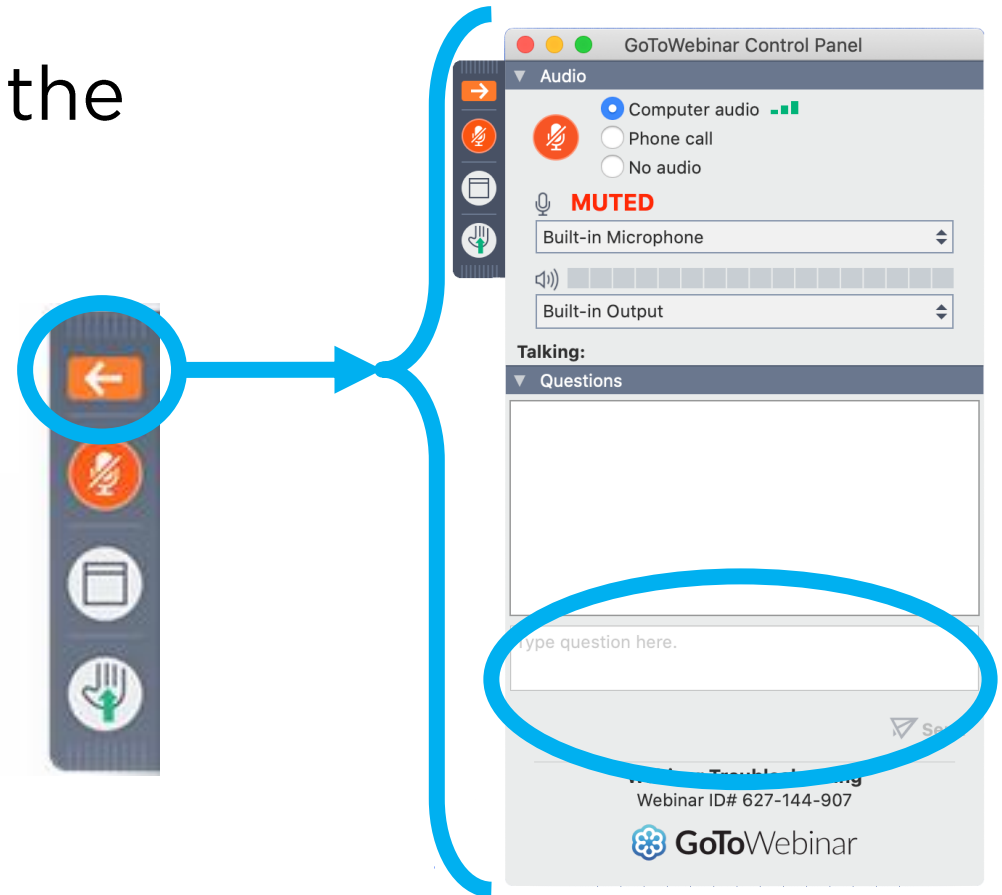 the
GoToWebinar Control Panel
Audio
Computer audio
Phone call
No audio
MUTED
Built-in Microphone
Built-in Output
Talking:
Questions
Type question here.
Webinar ID# 627-144-907
GoToWebinar